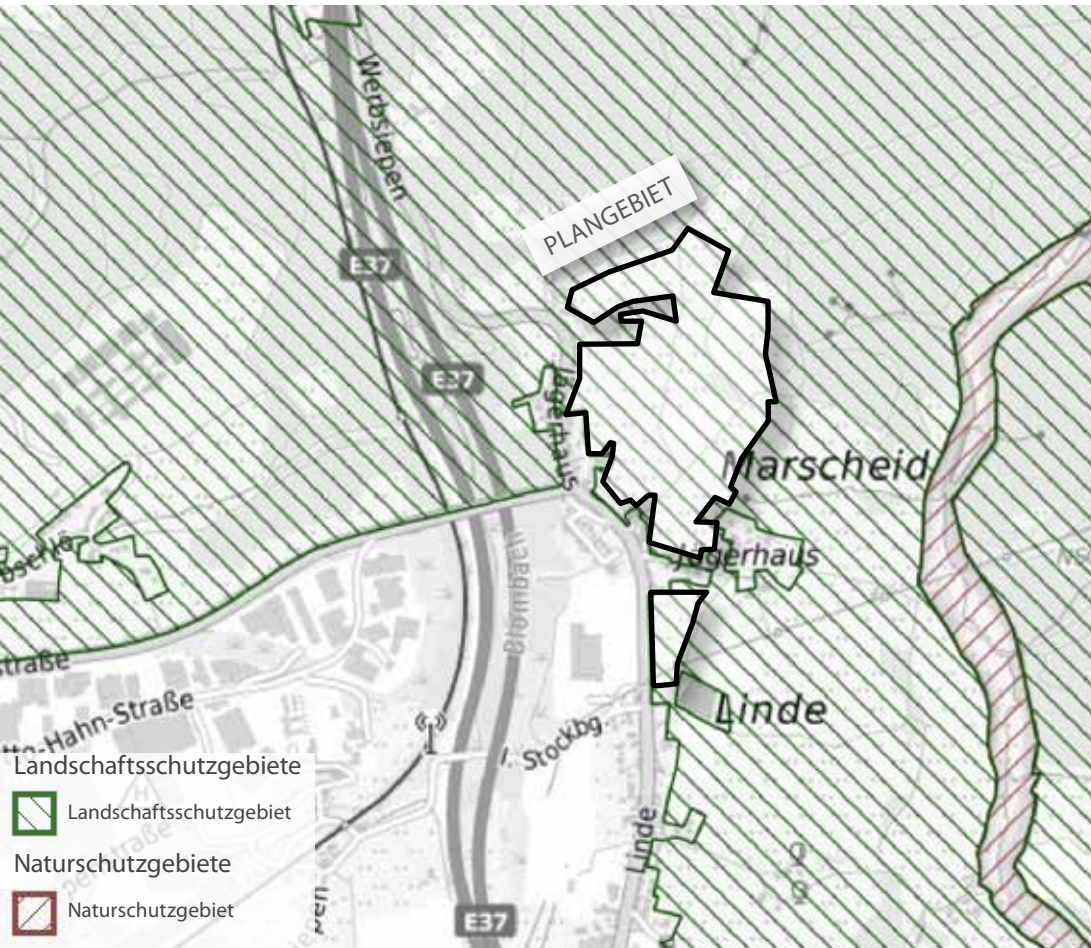 Werbsiepen
PLANGEBIET
E37
E37
Jägerhaus
Marscheid
Jägerhaus
Blombach
straße
Otto-Hahn-Straße
Linde
I. Stockbg.
Linde
E37
Landschaftsschutzgebiete
Landschaftsschutzgebiet
Naturschutzgebiete
Naturschutzgebiet